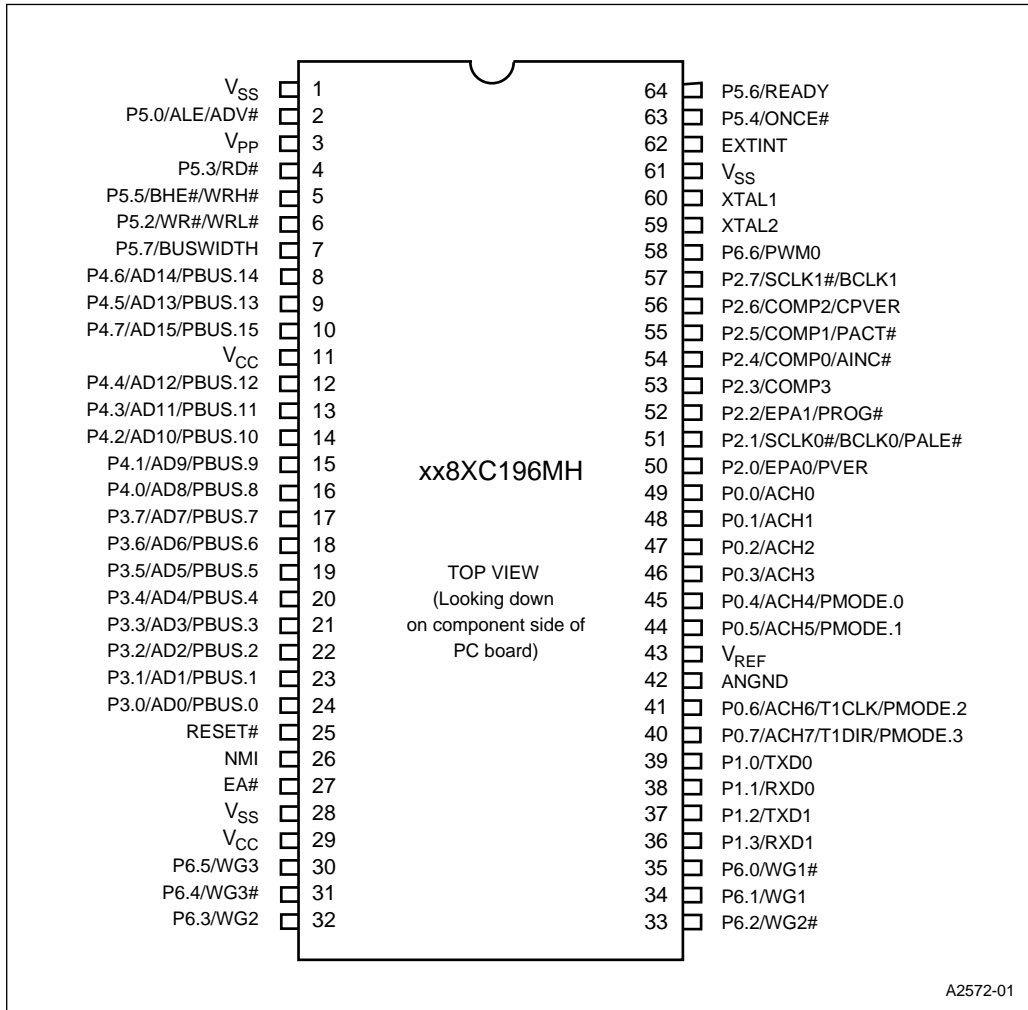 V_SS 1
P5.0/ALE/ADV# 2
V_PP 3
P5.3/RD# 4
P5.5/BHE#/WRH# 5
P5.2/WR#/WRL# 6
P5.7/BUSWIDTH 7
P4.6/AD14/PBUS.14 8
P4.5/AD13/PBUS.13 9
P4.7/AD15/PBUS.15 10
V_CC 11
P4.4/AD12/PBUS.12 12
P4.3/AD11/PBUS.11 13
P4.2/AD10/PBUS.10 14
P4.1/AD9/PBUS.9 15
P4.0/AD8/PBUS.8 16
P3.7/AD7/PBUS.7 17
P3.6/AD6/PBUS.6 18
P3.5/AD5/PBUS.5 19
P3.4/AD4/PBUS.4 20
P3.3/AD3/PBUS.3 21
P3.2/AD2/PBUS.2 22
P3.1/AD1/PBUS.1 23
P3.0/AD0/PBUS.0 24
RESET# 25
NMI 26
EA# 27
V_SS 28
V_CC 29
P6.5/WG3 30
P6.4/WG3# 31
P6.3/WG2 32
xx8XC196MH
TOP VIEW
(Looking down
on component side of
PC board)
64 P5.6/READY
63 P5.4/ONCE#
62 EXTINT
61 V_SS
60 XTAL1
59 XTAL2
58 P6.6/PWM0
57 P2.7/SCLK1#/BCLK1
56 P2.6/COMP2/CPVER
55 P2.5/COMP1/PACT#
54 P2.4/COMP0/AINC#
53 P2.3/COMP3
52 P2.2/EPA1/PROG#
51 P2.1/SCLK0#/BCLK0/PALE#
50 P2.0/EPA0/PVER
49 P0.0/ACH0
48 P0.1/ACH1
47 P0.2/ACH2
46 P0.3/ACH3
45 P0.4/ACH4/PMODE.0
44 P0.5/ACH5/PMODE.1
43 V_REF
42 ANGND
41 P0.6/ACH6/T1CLK/PMODE.2
40 P0.7/ACH7/T1DIR/PMODE.3
39 P1.0/TXD0
38 P1.1/RXD0
37 P1.2/TXD1
36 P1.3/RXD1
35 P6.0/WG1#
34 P6.1/WG1
33 P6.2/WG2#
A2572-01